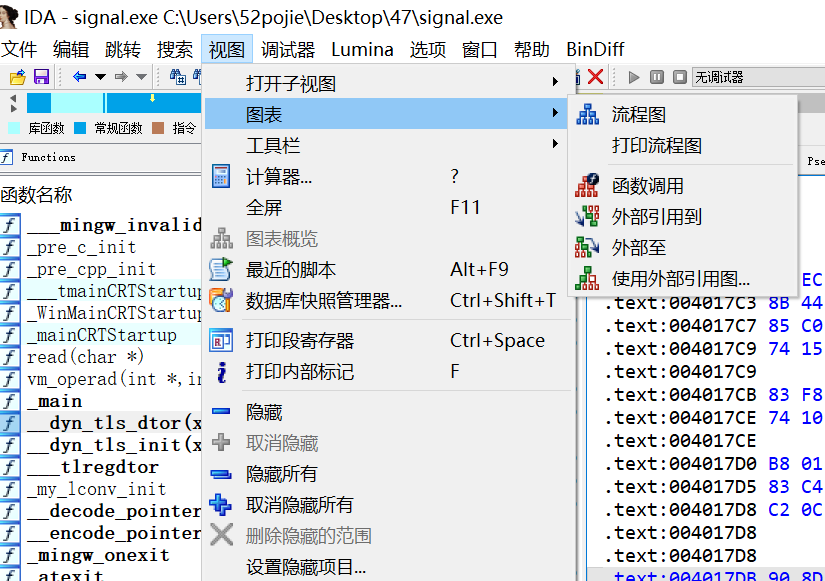 IDA - signal.exe C:\Users\52pojie\Desktop\47\signal.exe
文件 编辑 跳转 搜索 视图 调试器 Lumina 选项 窗口 帮助 BinDiff
无调试器
库函数 常规函数 指令
Functions
函数名称
___mingw_invalid
_pre_c_init
_pre_cpp_init
___tmainCRTStartup
_WinMainCRTStartup
_mainCRTStartup
read(char *)
vm_operad(int *,in
_main
__dyn_tls_dtor(x
__dyn_tls_init(x
___tlregdtor
_my_lconv_init
__decode_pointer
__encode_pointer
_mingw_onexit
_atexit
打开子视图
图表
工具栏
计算器... ?
全屏 F11
图表概览
最近的脚本 Alt+F9
数据库快照管理器... Ctrl+Shift+T
打印段寄存器 Ctrl+Space
打印内部标记 F
隐藏
取消隐藏
隐藏所有
取消隐藏所有
删除隐藏的范围
设置隐藏项目...
流程图
打印流程图
函数调用
外部引用到
外部至
使用外部引用图...
Pse
EC
.text:004017C3 8B 44
.text:004017C7 85 C0
.text:004017C9 74 15
.text:004017C9
.text:004017CB 83 F8
.text:004017CE 74 10
.text:004017CE
.text:004017D0 B8 01
.text:004017D5 83 C4
.text:004017D8 C2 0C
.text:004017D8
.text:004017D8
.text:004017DB 90 8D